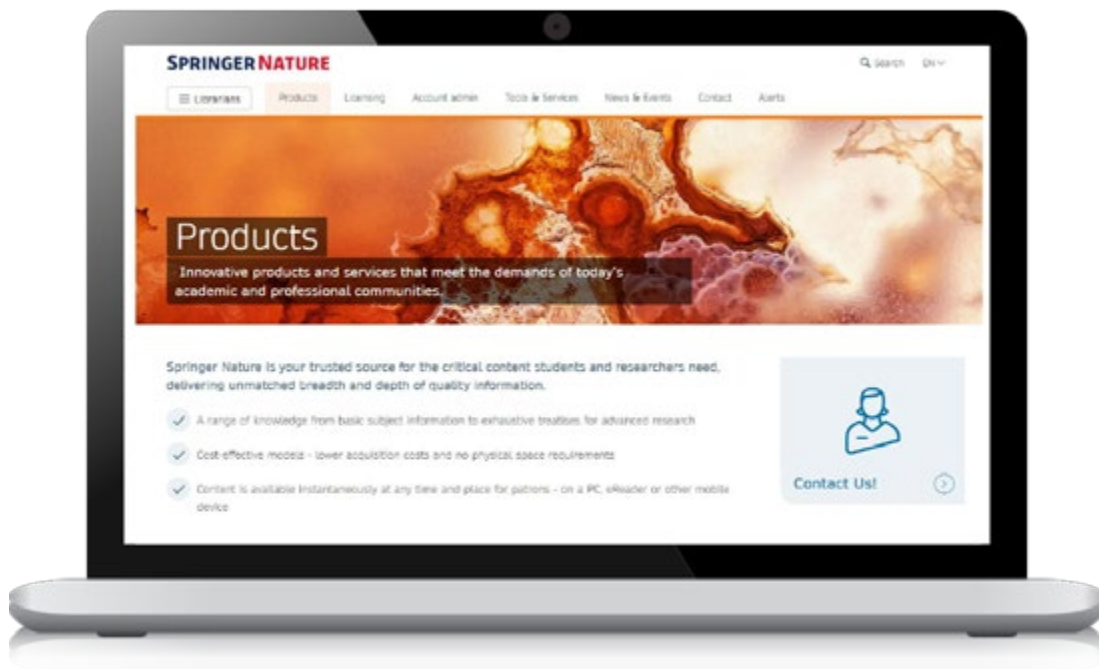 SPRINGER NATURE
Search EN
Librarians Products Licensing Account admin Tools & Services News & Events Contact Alerts
Products
Innovative products and services that meet the demands of today's
academic and professional communities.
Springer Nature is your trusted source for the critical content students and researchers need,
delivering unmatched breadth and depth of quality information.
A range of knowledge from basic subject information to exhaustive treatises for advanced research
Cost-effective models - lower acquisition costs and no physical space requirements
Content is available instantaneously at any time and place for patrons - on a PC, eReader or other mobile
device
Contact Us!